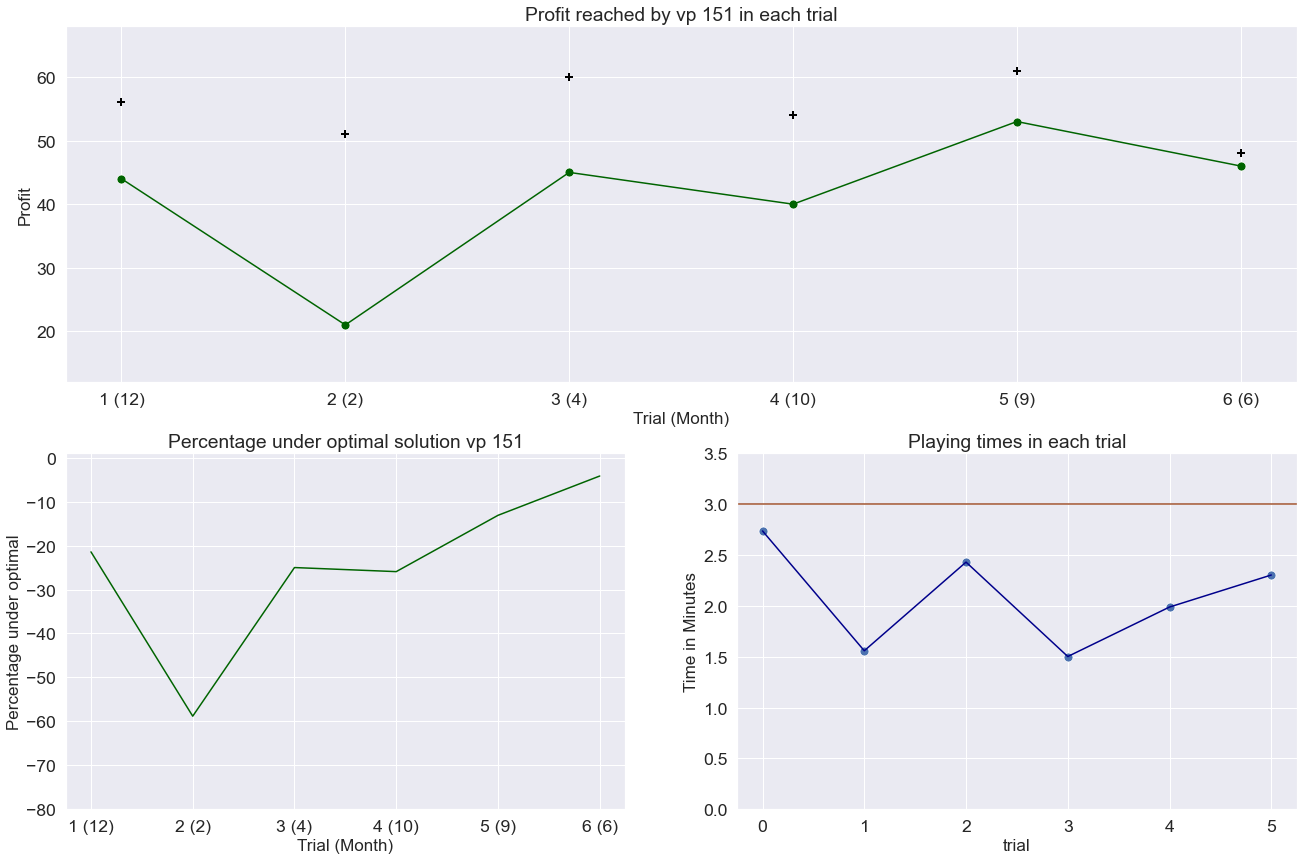 Profit reached by vp 151 in each trial
60
50
40
30
20
Profit
1 (12) 2 (2) 3 (4) 4 (10) 5 (9) 6 (6)
Trial (Month)
Percentage under optimal solution vp 151
0
−10
−20
−30
−40
−50
−60
−70
−80
Percentage under optimal
1 (12) 2 (2) 3 (4) 4 (10) 5 (9) 6 (6)
Trial (Month)
Playing times in each trial
3.5
3.0
2.5
2.0
1.5
1.0
0.5
0.0
Time in Minutes
0 1 2 3 4 5
trial